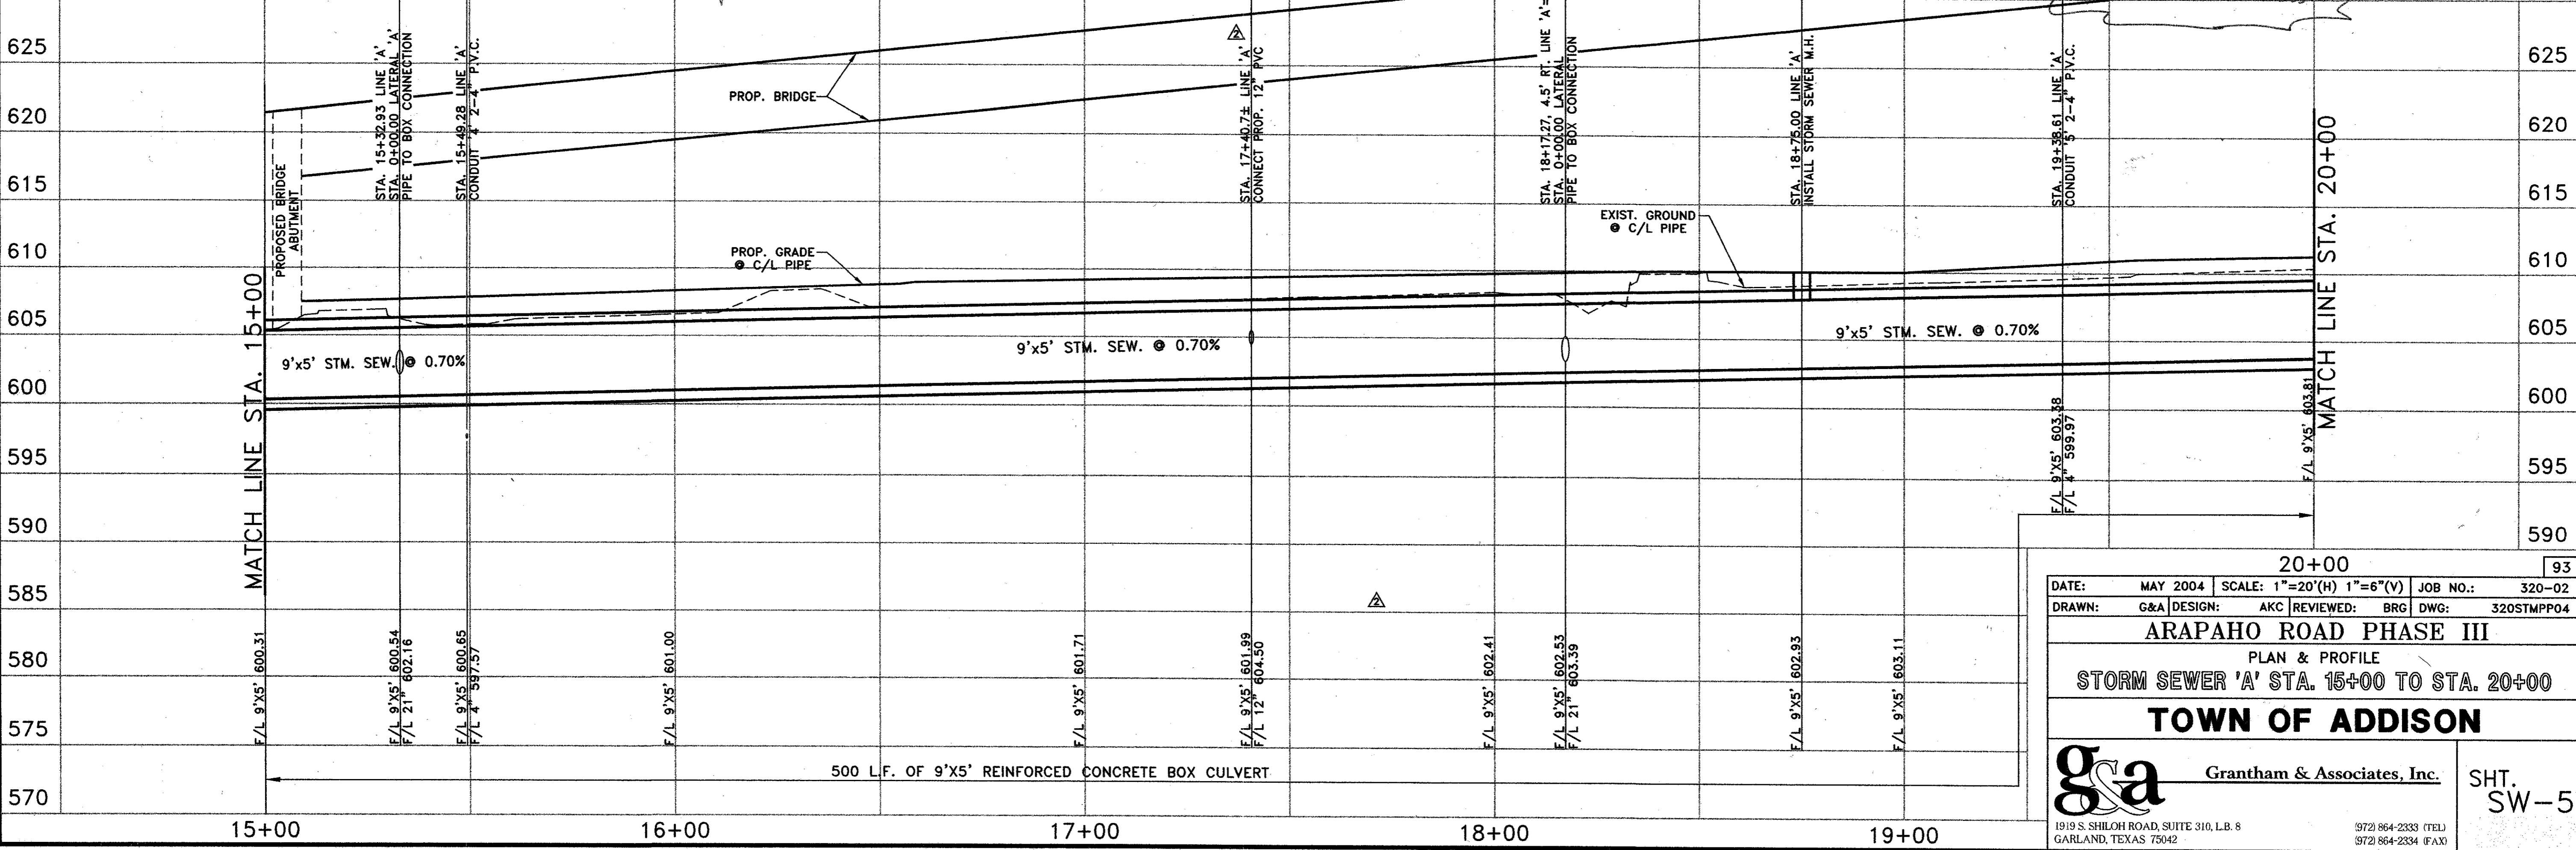 625
620
615
610
605
600
595
590
585
580
575
570
MATCH LINE STA. 15+00
PROPOSED BRIDGE
ABUTMENT
STA. 15+32.93 LINE 'A'
STA. 0+00.00 LATERAL 'A'
PIPE TO BOX CONNECTION
STA. 15+49.28 LINE 'A'
CONDUIT '4' 2-4" P.V.C.
PROP. BRIDGE
PROP. GRADE
@ C/L PIPE
2
STA. 17+40.7± LINE 'A'
CONNECT PROP. 12" PVC
STA. 18+17.27, 4.5' RT. LINE 'A'=
STA. 0+00.00 LATERAL
PIPE TO BOX CONNECTION
EXIST. GROUND
@ C/L PIPE
STA. 18+75.00 LINE 'A'
INSTALL STORM SEWER M.H.
STA. 19+38.61 LINE 'A'
CONDUIT '5' 2-4" P.V.C.
MATCH LINE STA. 20+00
625
620
615
610
605
600
595
590
9'x5' STM. SEW. @ 0.70%
9'x5' STM. SEW. @ 0.70%
9'x5' STM. SEW. @ 0.70%
F/L 9'X5' 600.31
F/L 9'X5' 600.54
F/L 21" 602.16
F/L 9'X5' 600.65
F/L 4" 597.57
F/L 9'X5' 601.00
F/L 9'X5' 601.71
F/L 9'X5' 601.99
F/L 12" 604.50
2
F/L 9'X5' 602.41
F/L 9'X5' 602.53
F/L 21" 603.39
F/L 9'X5' 602.93
F/L 9'X5' 603.11
F/L 9'X5' 603.38
F/L 4" 599.97
F/L 9'X5' 603.81
500 L.F. OF 9'X5' REINFORCED CONCRETE BOX CULVERT
15+00
16+00
17+00
18+00
19+00
20+00
93
DATE: MAY 2004 SCALE: 1"=20'(H) 1"=6"(V) JOB NO.: 320-02
DRAWN: G&A DESIGN: AKC REVIEWED: BRG DWG: 320STMPP04
ARAPAHO ROAD PHASE III
PLAN & PROFILE
STORM SEWER 'A' STA. 15+00 TO STA. 20+00
TOWN OF ADDISON
g&a
Grantham & Associates, Inc.
1919 S. SHILOH ROAD, SUITE 310, L.B. 8
GARLAND, TEXAS 75042
(972) 864-2333 (TEL)
(972) 864-2334 (FAX)
SHT.
SW-5